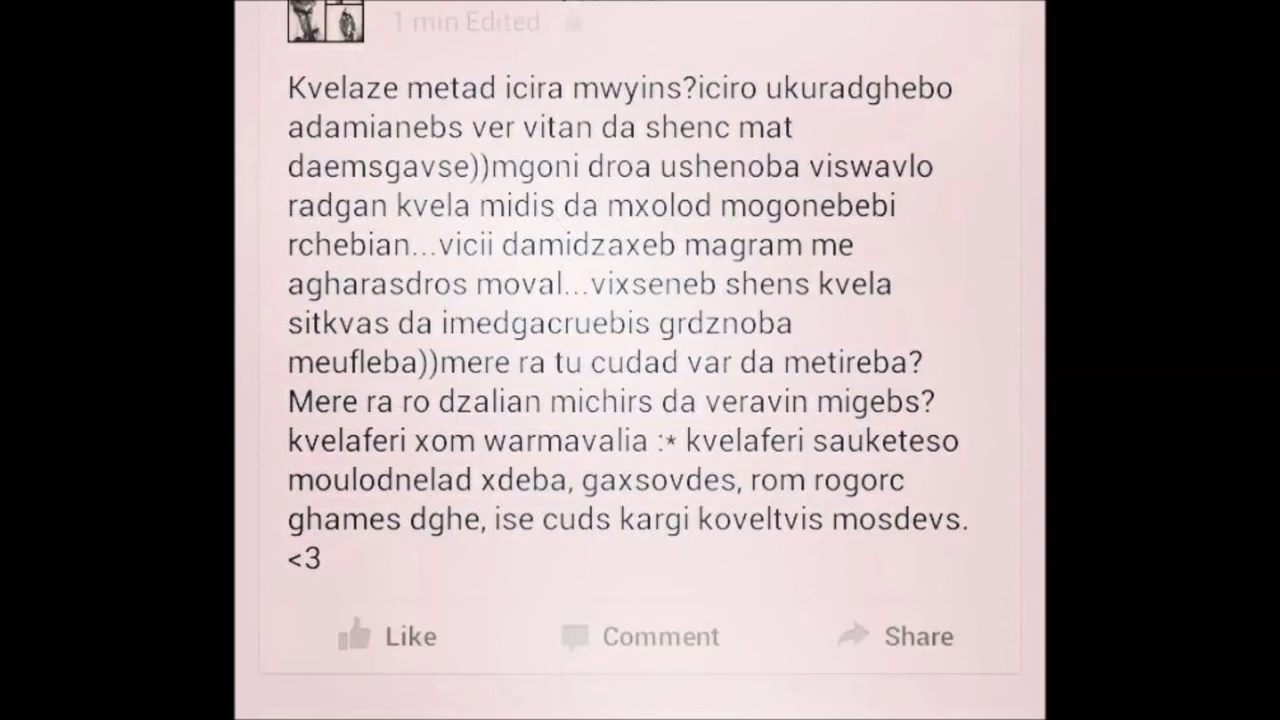 1 min Edited
Kvelaze metad icira mwyins?iciro ukuradghebo
adamianebs ver vitan da shenc mat
daemsgavse))mgoni droa ushenoba viswavlo
radgan kvela midis da mxolod mogonebebi
rchebian...vicii damidzaxeb magram me
agharasdros moval...vixseneb shens kvela
sitkvas da imedgacruebis grdznoba
meufleba))mere ra tu cudad var da metireba?
Mere ra ro dzalian michirs da veravin migebs?
kvelaferi xom warmavalia :* kvelaferi sauketeso
moulodnelad xdeba, gaxsovdes, rom rogorc
ghames dghe, ise cuds kargi koveltvis mosdevs.
<3
Like Comment Share